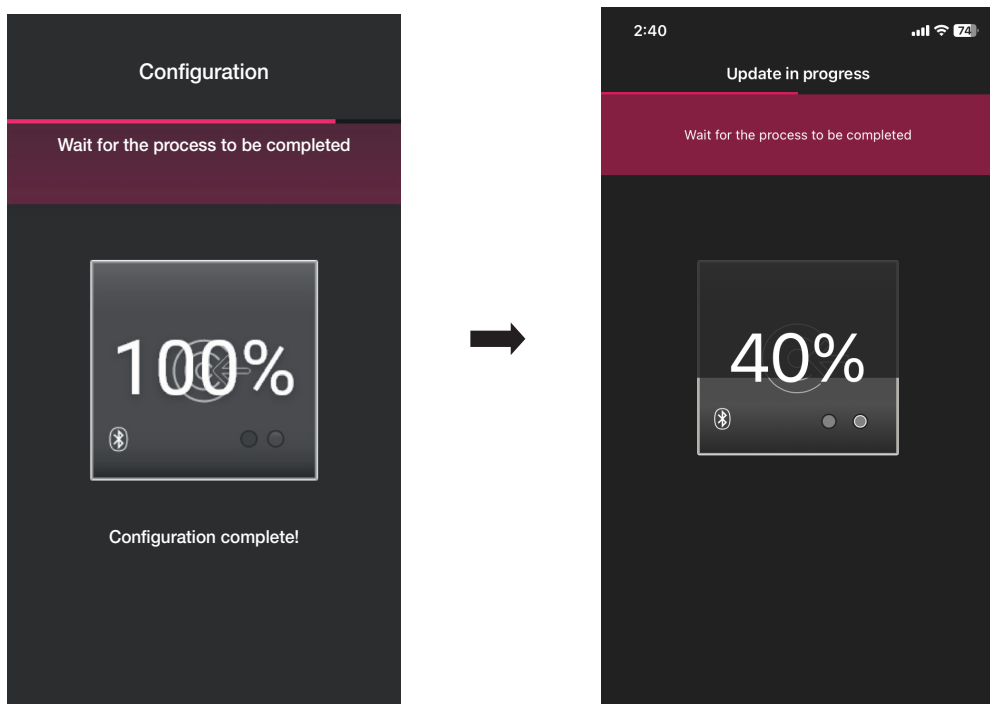 Configuration
Wait for the process to be completed
100%
Configuration complete!
2:40
74
Update in progress
Wait for the process to be completed
40%